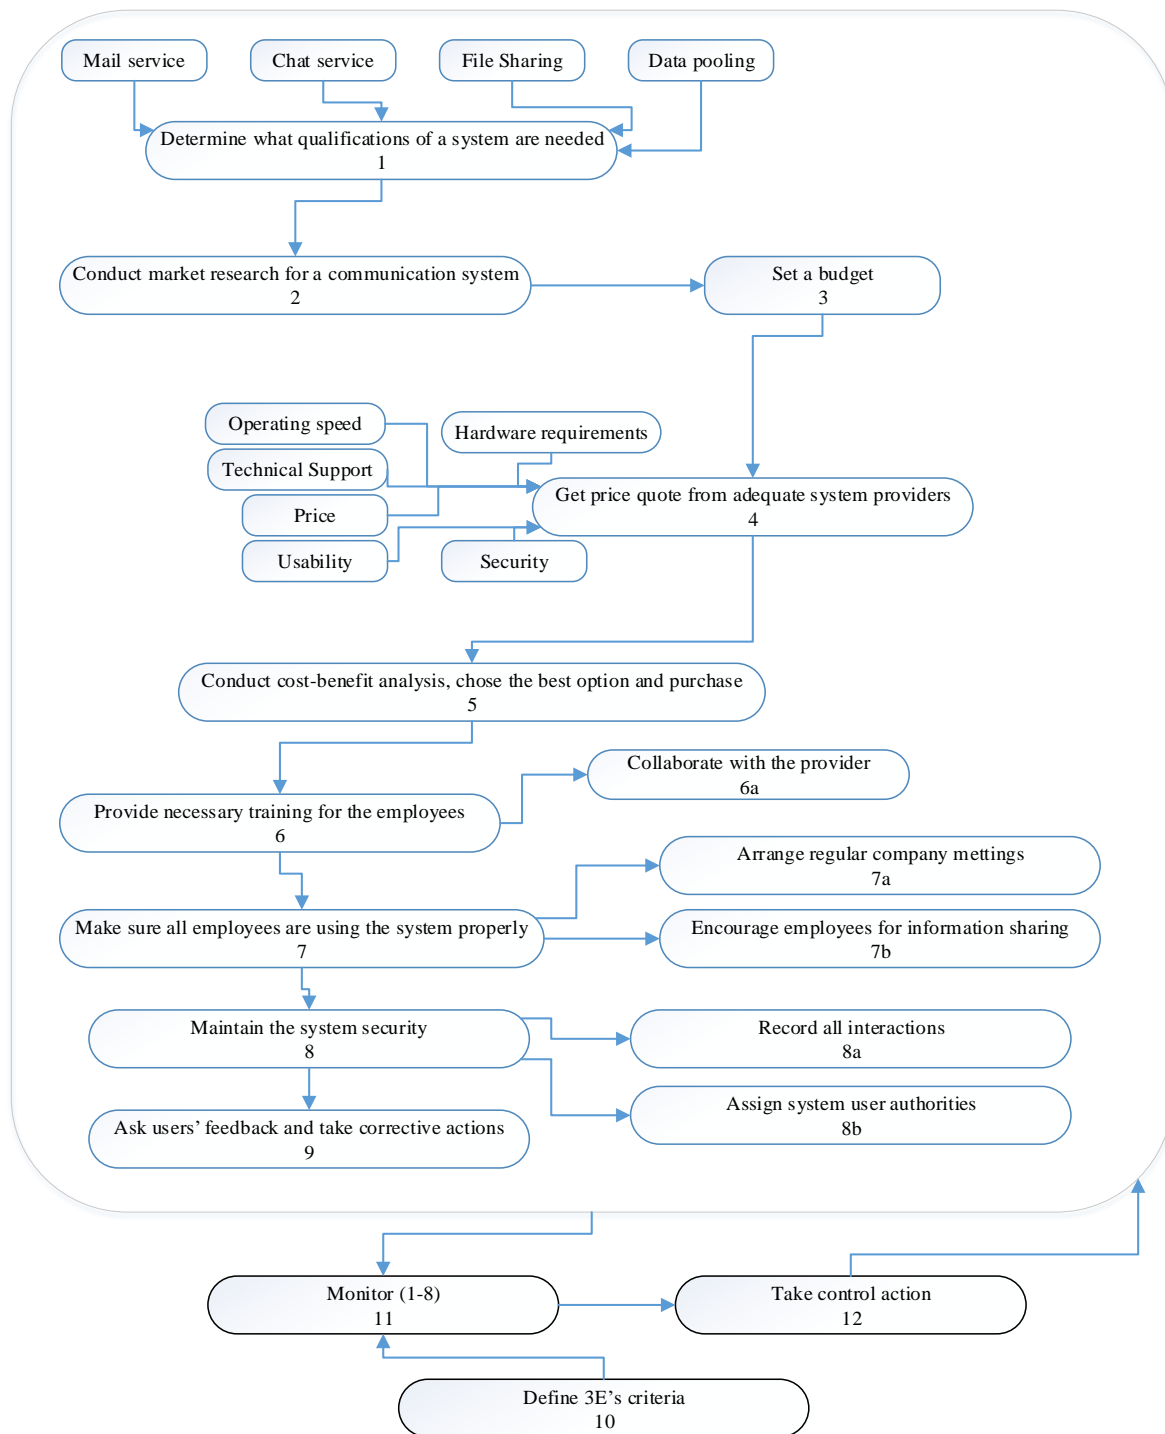 Mail service
Chat service
File Sharing
Data pooling
Determine what qualifications of a system are needed
1
Conduct market research for a communication system
2
Set a budget
3
Operating speed
Hardware requirements
Technical Support
Price
Get price quote from adequate system providers
4
Usability
Security
Conduct cost-benefit analysis, chose the best option and purchase
5
Collaborate with the provider
6a
Provide necessary training for the employees
6
Arrange regular company mettings
7a
Make sure all employees are using the system properly
7
Encourage employees for information sharing
7b
Maintain the system security
8
Record all interactions
8a
Assign system user authorities
8b
Ask users’ feedback and take corrective actions
9
Monitor (1-8)
11
Take control action
12
Define 3E’s criteria
10